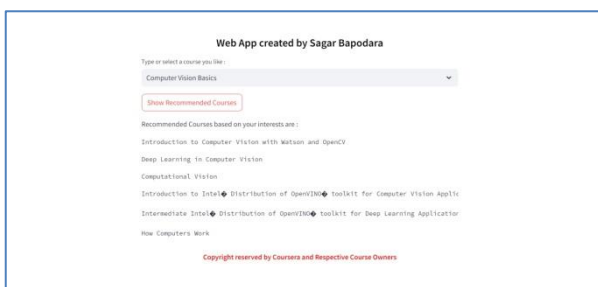 Web App created by Sagar Bapodara
Type or select a course you like :
Computer Vision Basics
Show Recommended Courses
Recommended Courses based on your interests are :
Introduction to Computer Vision with Watson and OpenCV
Deep Learning in Computer Vision
Computational Vision
Introduction to Intel� Distribution of OpenVINO� toolkit for Computer Vision Applic
Intermediate Intel� Distribution of OpenVINO� toolkit for Deep Learning Application
How Computers Work
Copyright reserved by Coursera and Respective Course Owners